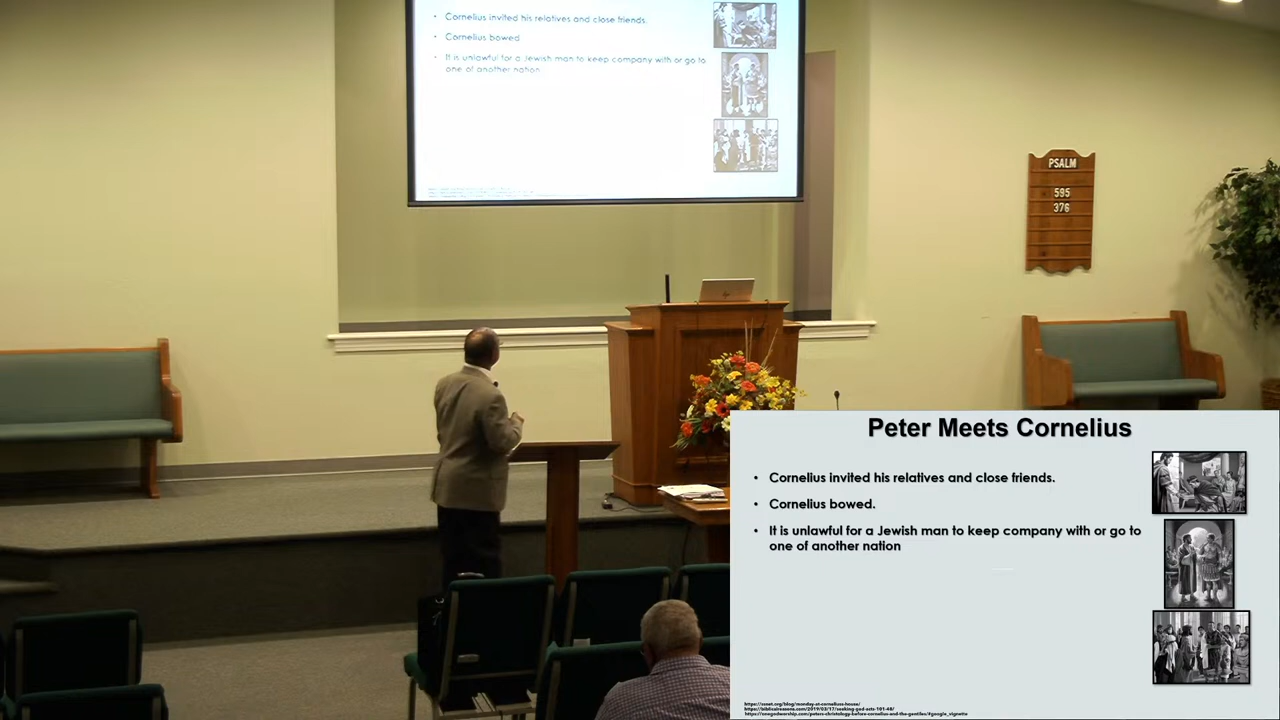 • Cornelius invited his relatives and close friends.
• Cornelius bowed.
• It is unlawful for a Jewish man to keep company with or go to
one of another nation
PSALM
595
376
Peter Meets Cornelius
• Cornelius invited his relatives and close friends.
• Cornelius bowed.
• It is unlawful for a Jewish man to keep company with or go to
one of another nation